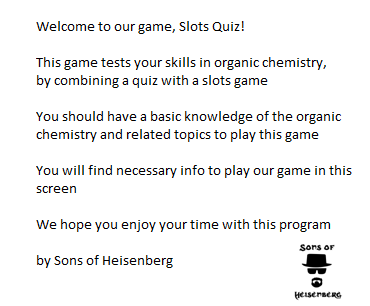 Welcome to our game, Slots Quiz!
This game tests your skills in organic chemistry,
by combining a quiz with a slots game
You should have a basic knowledge of the organic
chemistry and related topics to play this game
You will find necessary info to play our game in this
screen
We hope you enjoy your time with this program
by Sons of Heisenberg
Sons of
Heisenberg